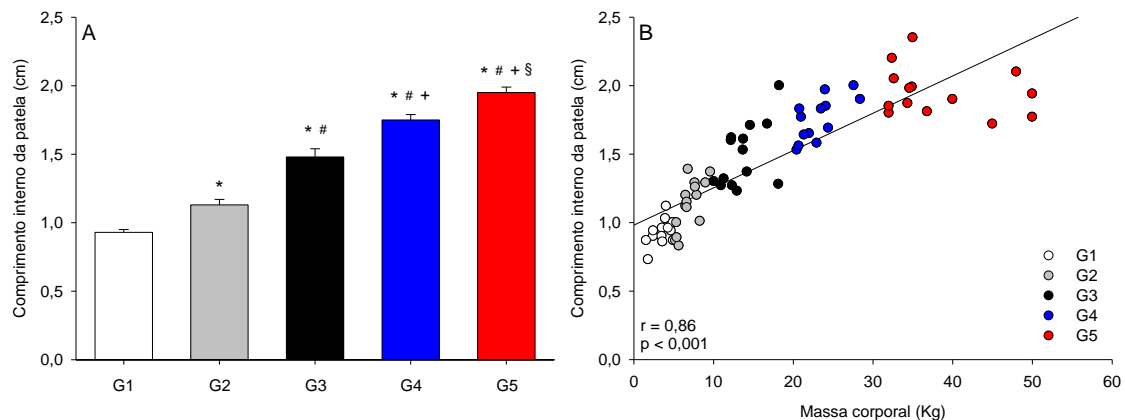 A
Comprimento interno da patela (cm)
2,5
2,0
1,5
1,0
0,5
0,0
*
* #
* # +
* # + §
G1 G2 G3 G4 G5
B
Comprimento interno da patela (cm)
2,5
2,0
1,5
1,0
0,5
0,0
G1
G2
G3
G4
G5
r = 0,86
p < 0,001
0 10 20 30 40 50 60
Massa corporal (Kg)